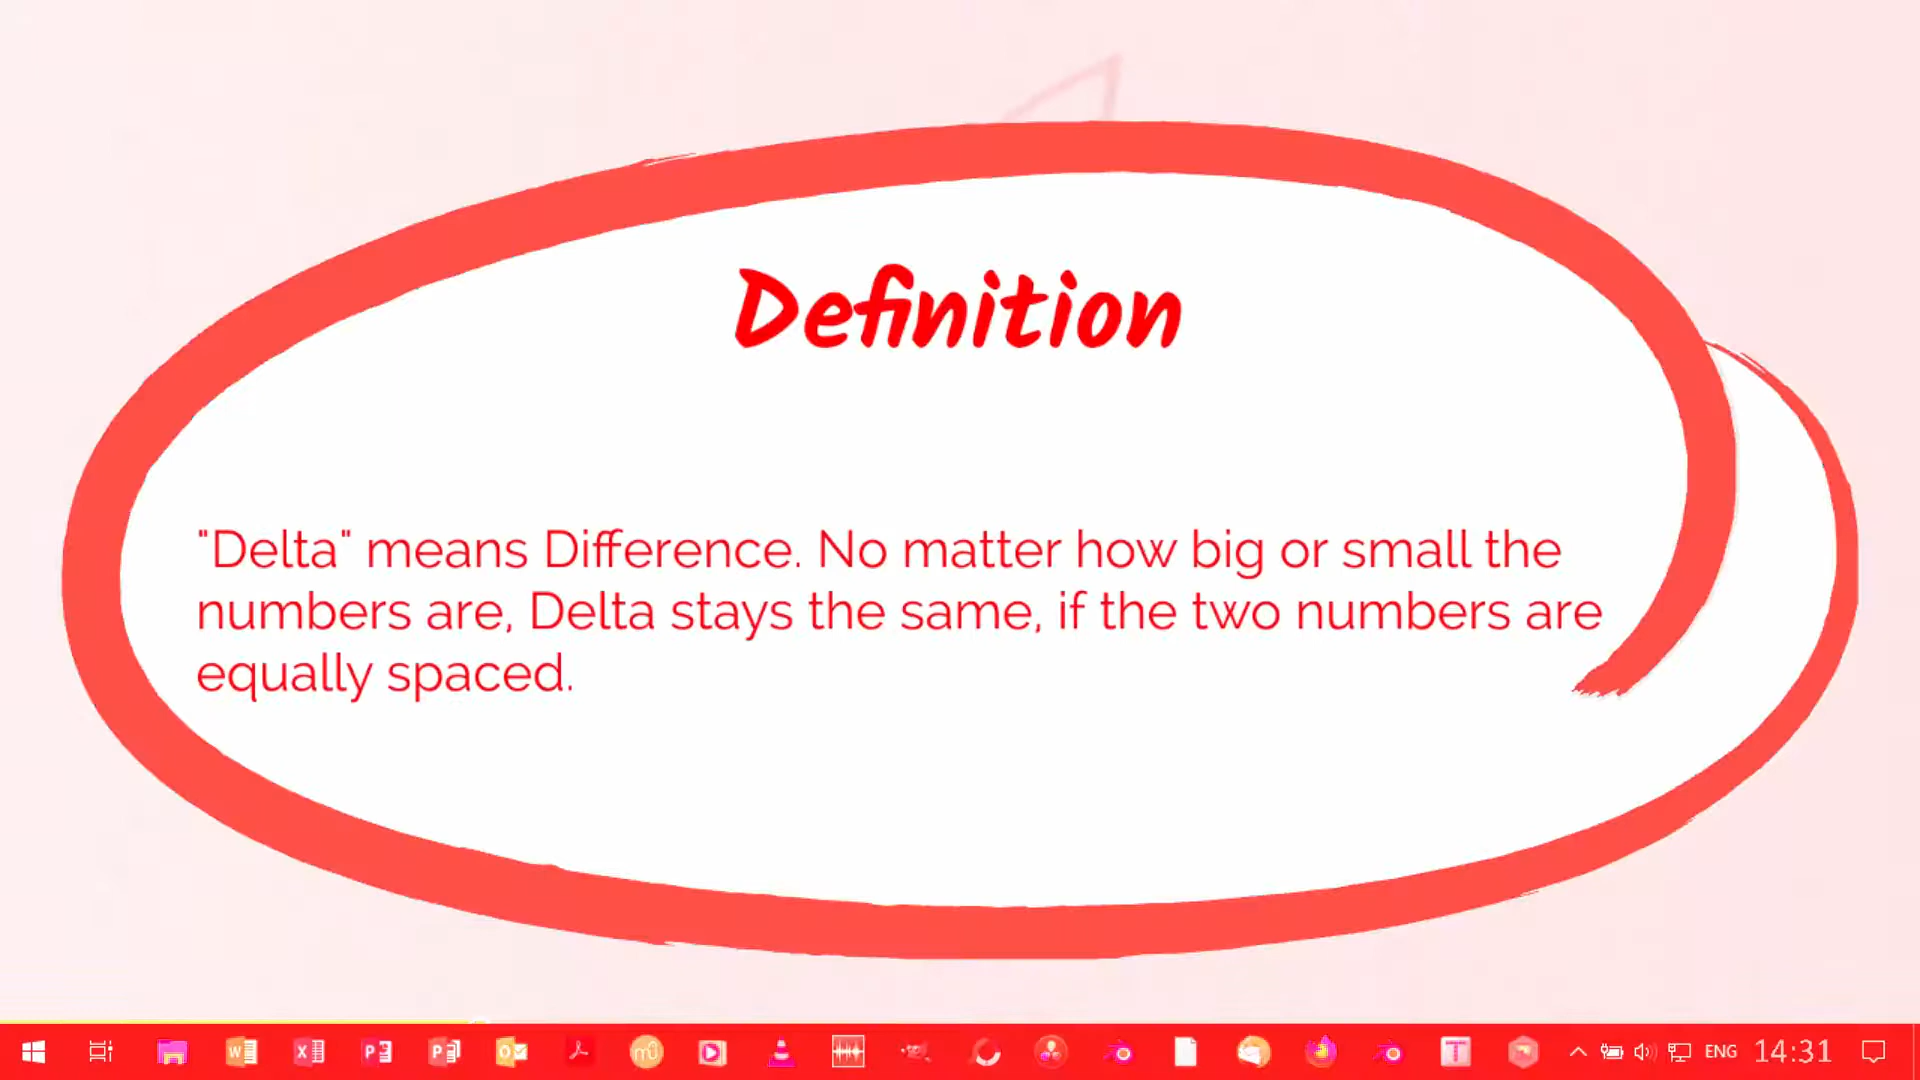 Definition
"Delta" means Difference. No matter how big or small the
numbers are, Delta stays the same, if the two numbers are
equally spaced.
ENG 14:31